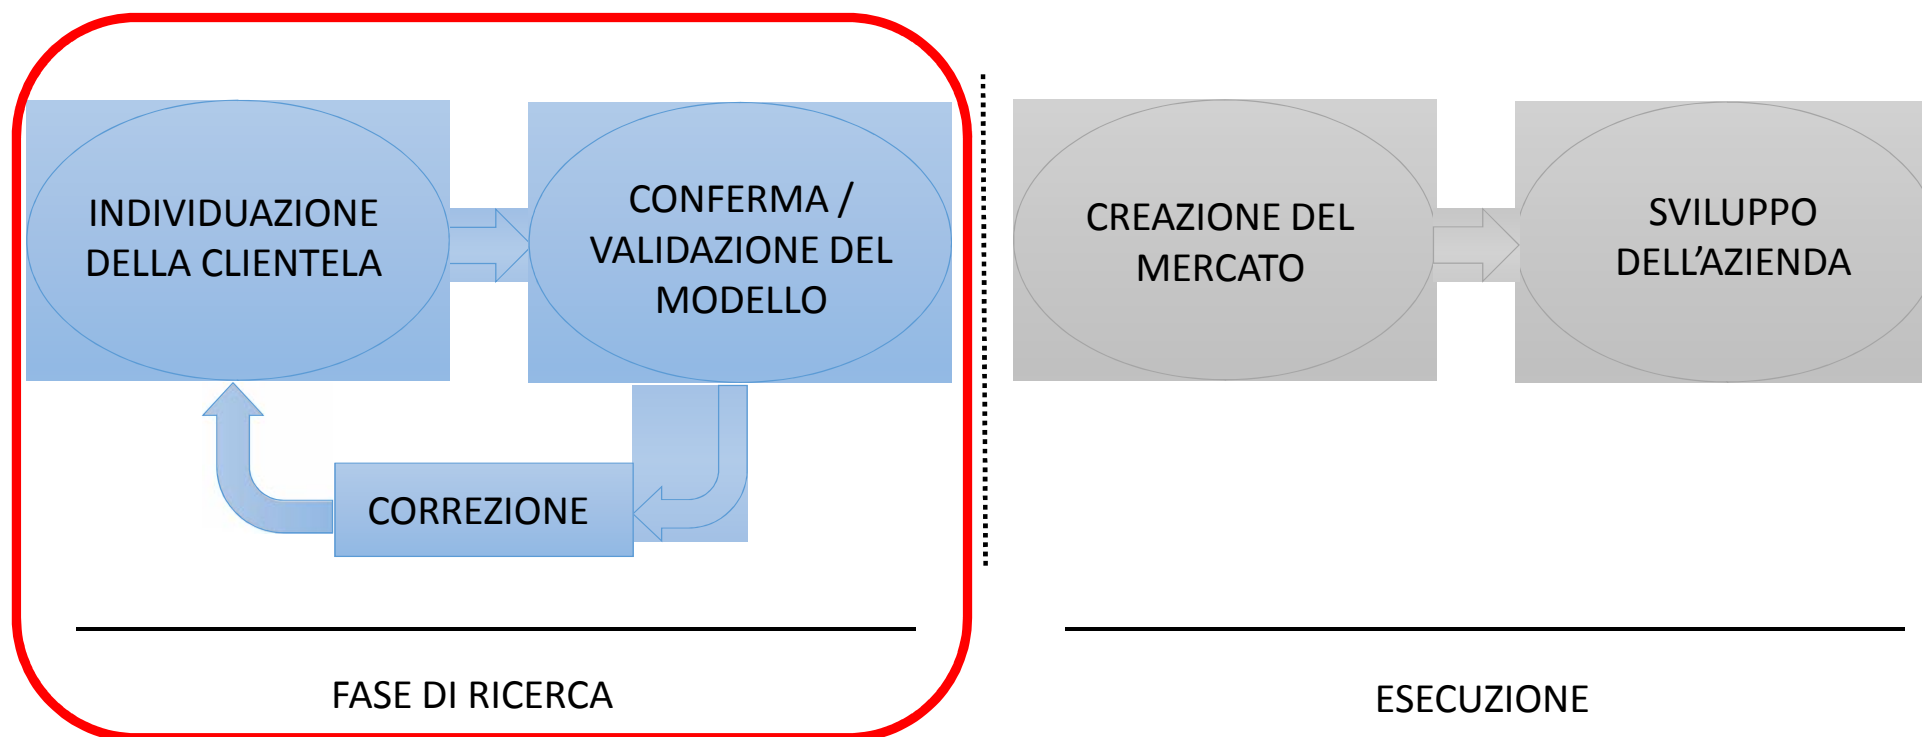 INDIVIDUAZIONE
DELLA CLIENTELA
CONFERMA /
VALIDAZIONE DEL
MODELLO
CORREZIONE
FASE DI RICERCA
CREAZIONE DEL
MERCATO
SVILUPPO
DELL’AZIENDA
ESECUZIONE